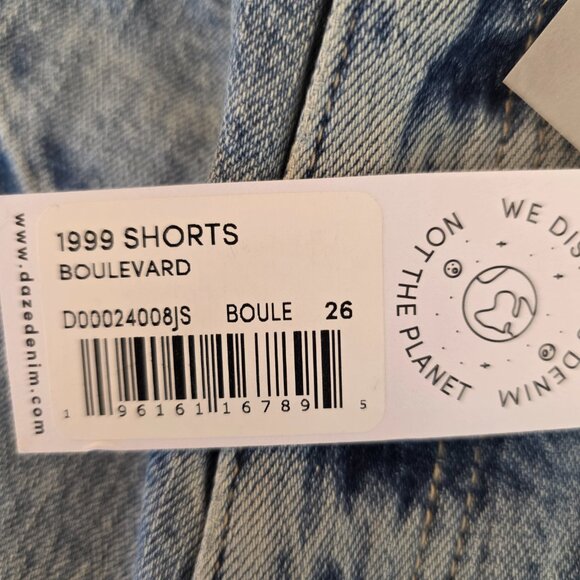 www.dazedenim.com
1999 SHORTS
BOULEVARD
D00024008JS BOULE 26
1 96161 16789 5
WE DIS
DENIM
NOT THE PLANET